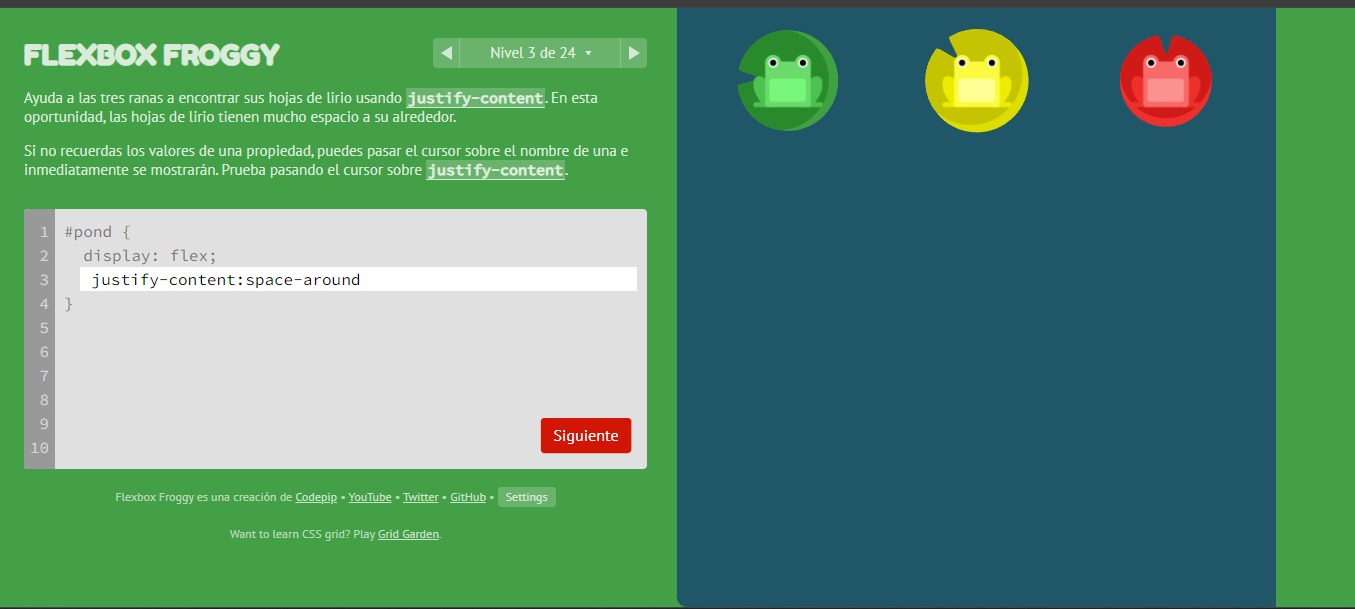 FLEXBOX FROGGY
Nivel 3 de 24
Ayuda a las tres ranas a encontrar sus hojas de lirio usando justify-content. En esta
oportunidad, las hojas de lirio tienen mucho espacio a su alrededor.
Si no recuerdas los valores de una propiedad, puedes pasar el cursor sobre el nombre de una e
inmediatamente se mostrarán. Prueba pasando el cursor sobre justify-content.
1 #pond {
2 display: flex;
3 justify-content:space-around
4 }
5
6
7
8
9
10
Siguiente
Flexbox Froggy es una creación de Codepip • YouTube • Twitter • GitHub • Settings
Want to learn CSS grid? Play Grid Garden.